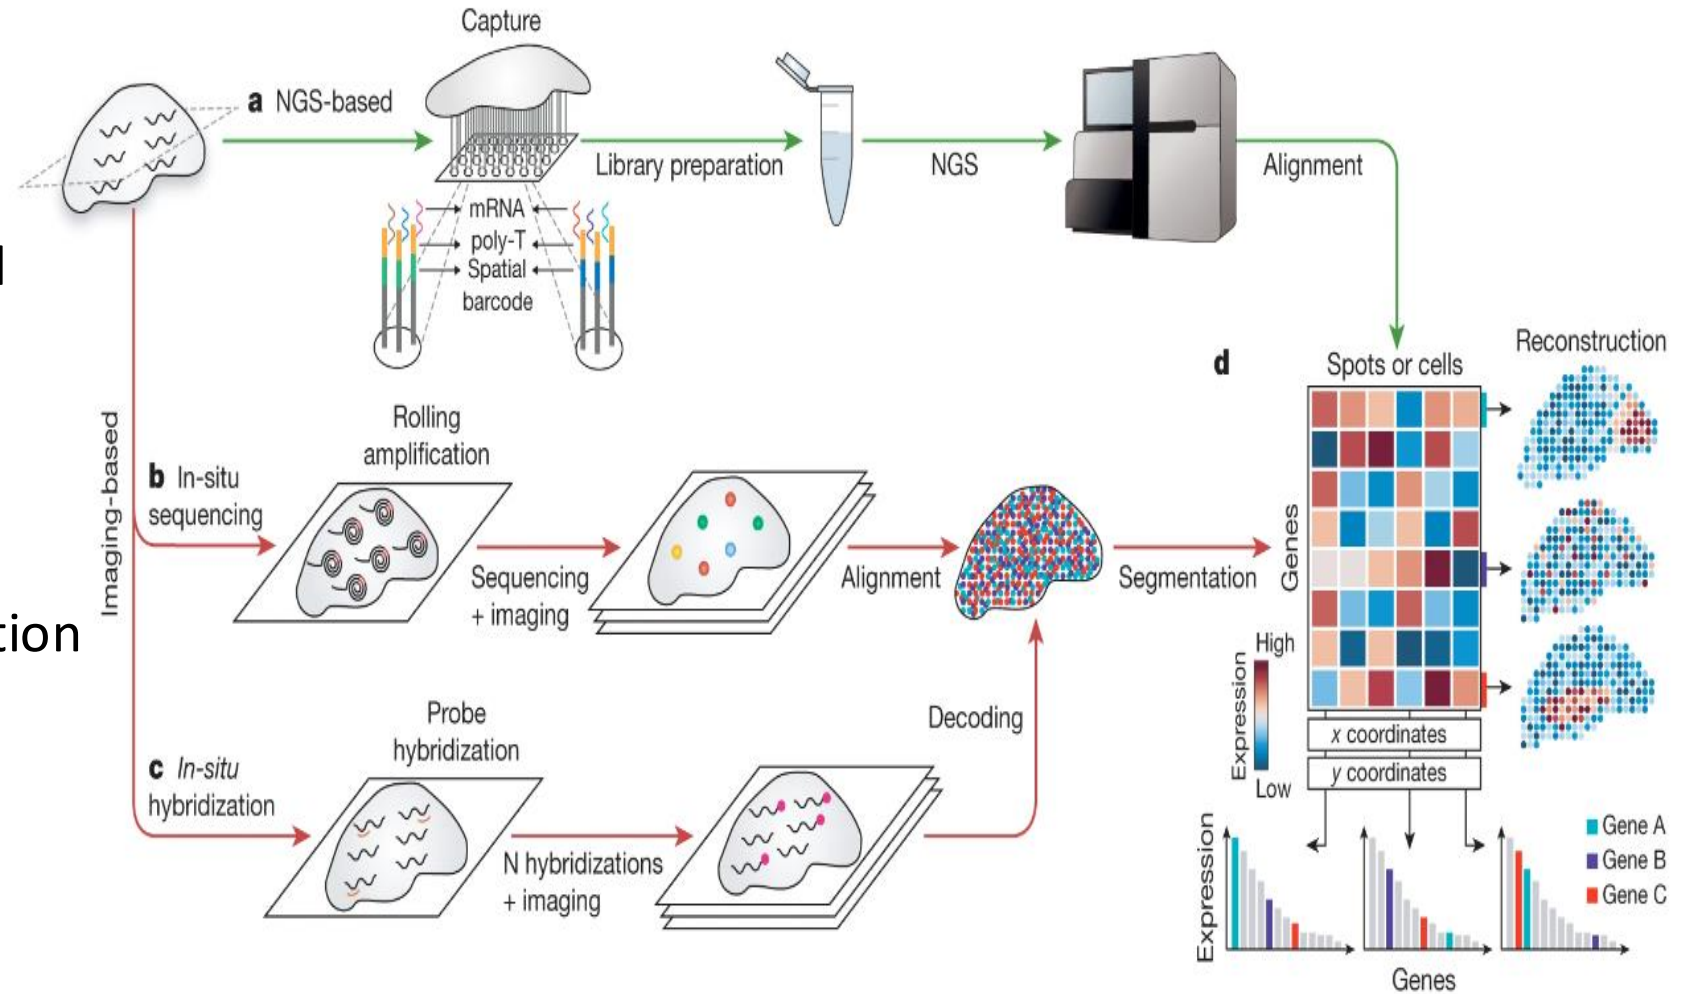 Capture
a NGS-based
Library preparation
NGS
Alignment
mRNA
poly-T
Spatial
barcode
Imaging-based
Rolling
amplification
b In-situ
sequencing
Sequencing
+ imaging
Alignment
Segmentation
tion
Probe
hybridization
c In-situ
hybridization
N hybridizations
+ imaging
Decoding
d
Spots or cells
Reconstruction
Genes
High
Expression
Low
x coordinates
y coordinates
Expression
Genes
Gene A
Gene B
Gene C